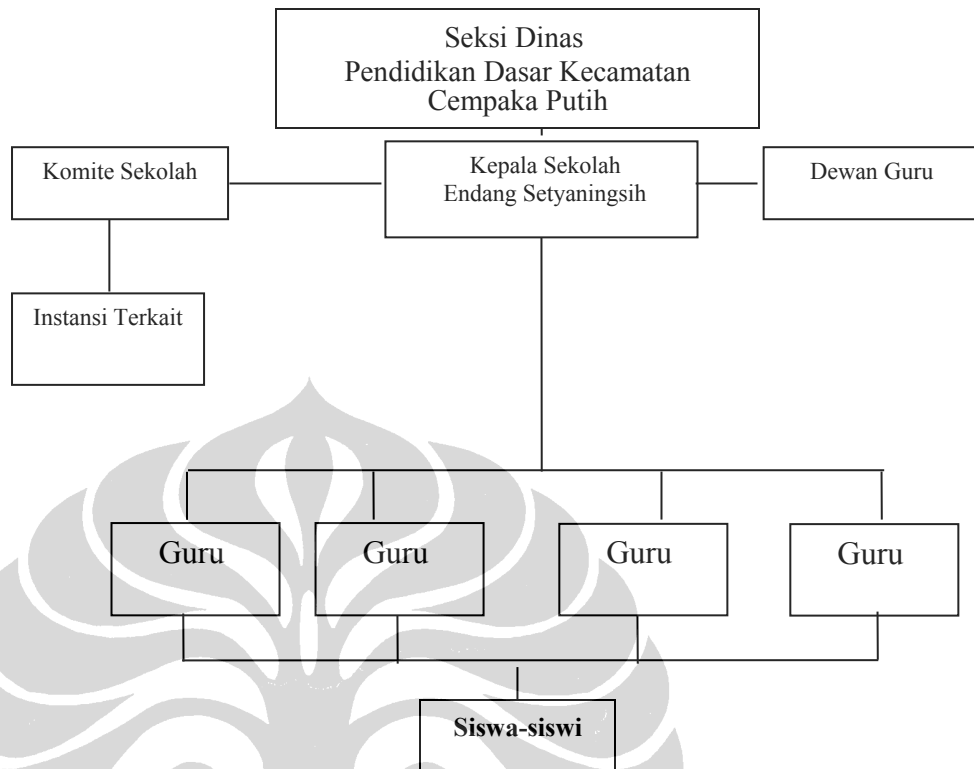 Seksi Dinas
Pendidikan Dasar Kecamatan
Cempaka Putih
Komite Sekolah
Kepala Sekolah
Endang Setyaningsih
Dewan Guru
Instansi Terkait
Guru
Guru
Guru
Guru
Siswa-siswi